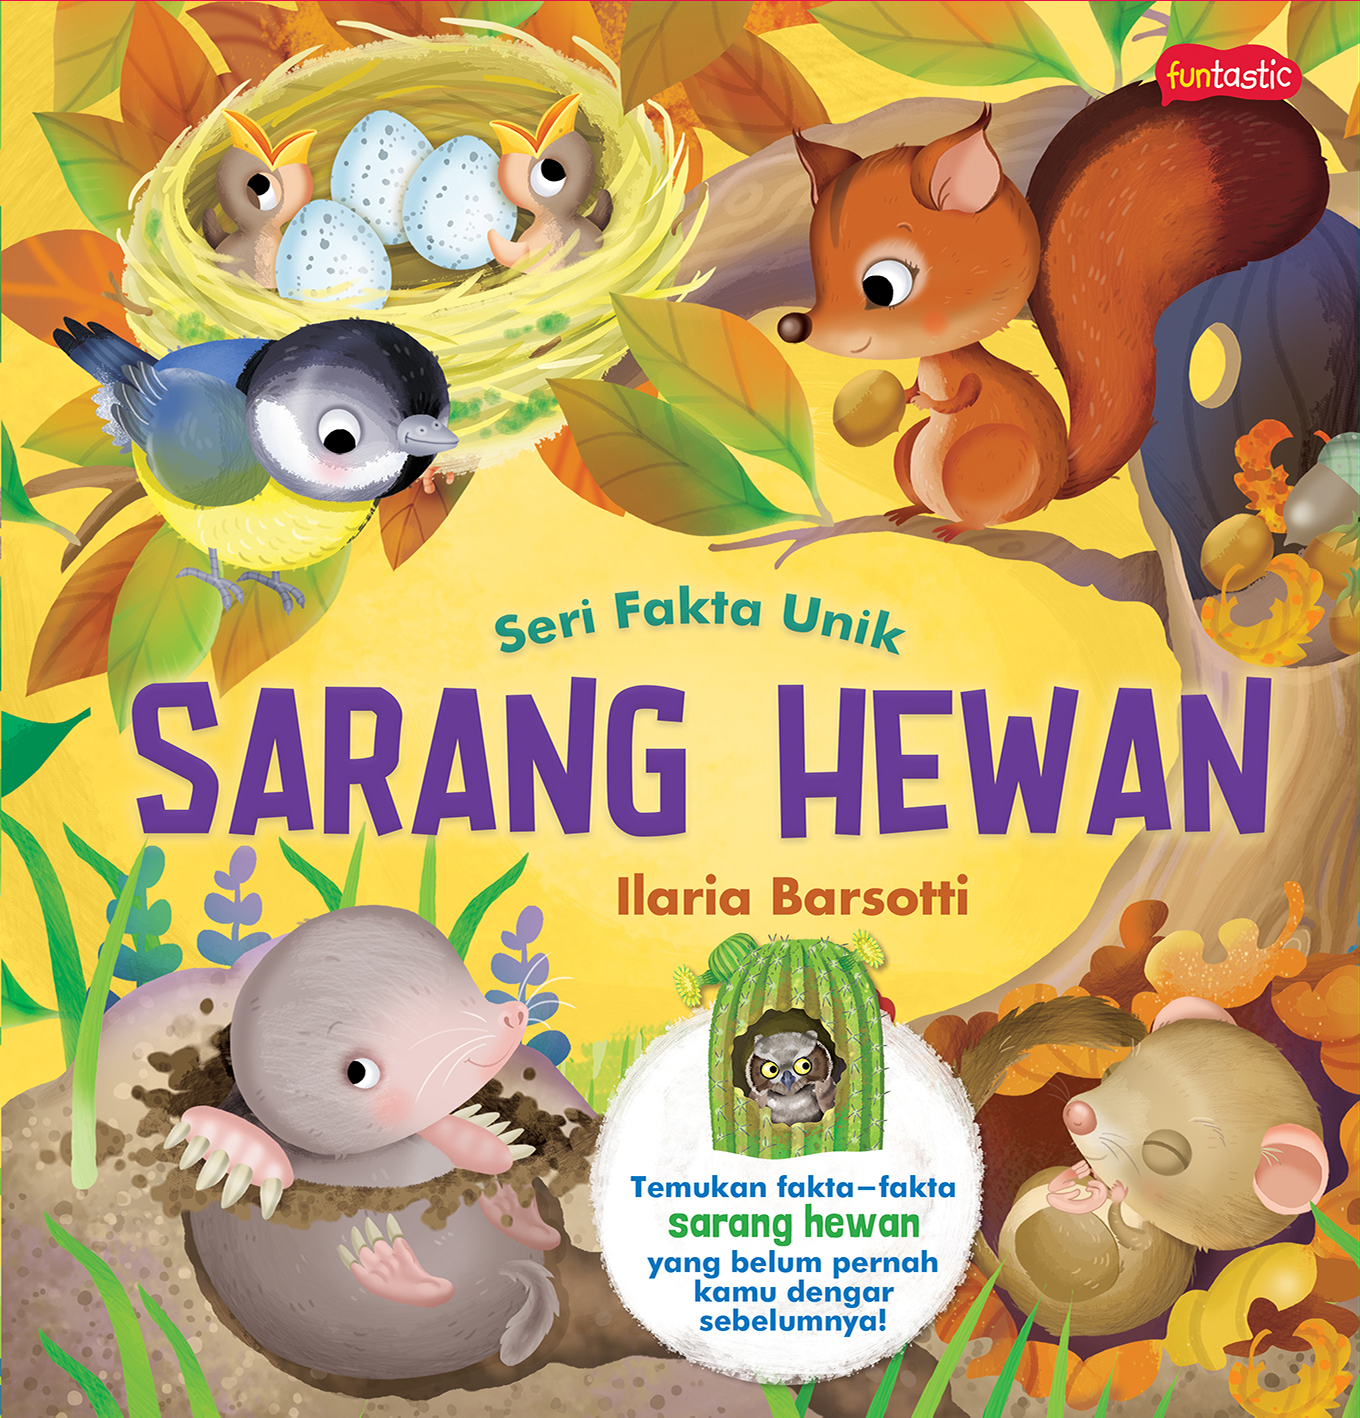 funtastic
Seri Fakta Unik
SARANG HEWAN
Ilaria Barsotti
Temukan fakta-fakta
sarang hewan
yang belum pernah
kamu dengar
sebelumnya!